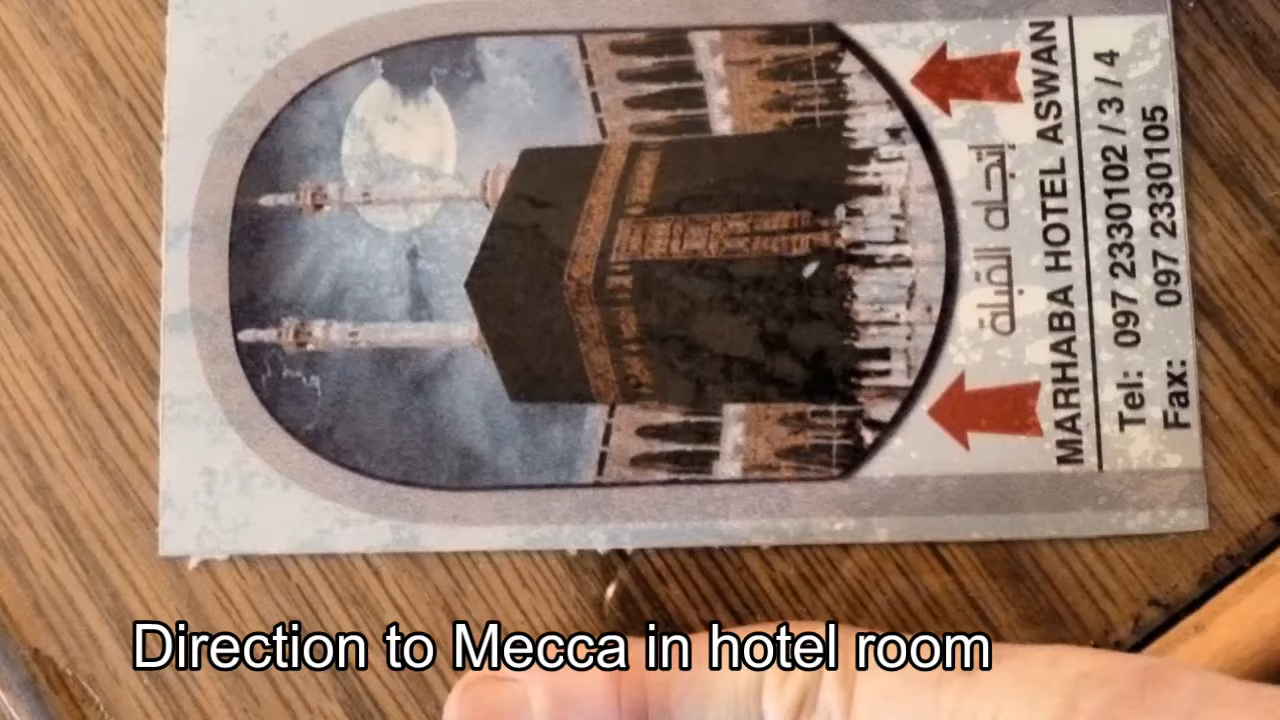 إتجاه القبلة
MARHABA HOTEL ASWAN
Tel: 097 2330102 / 3 / 4
Fax: 097 2330105
Direction to Mecca in hotel room